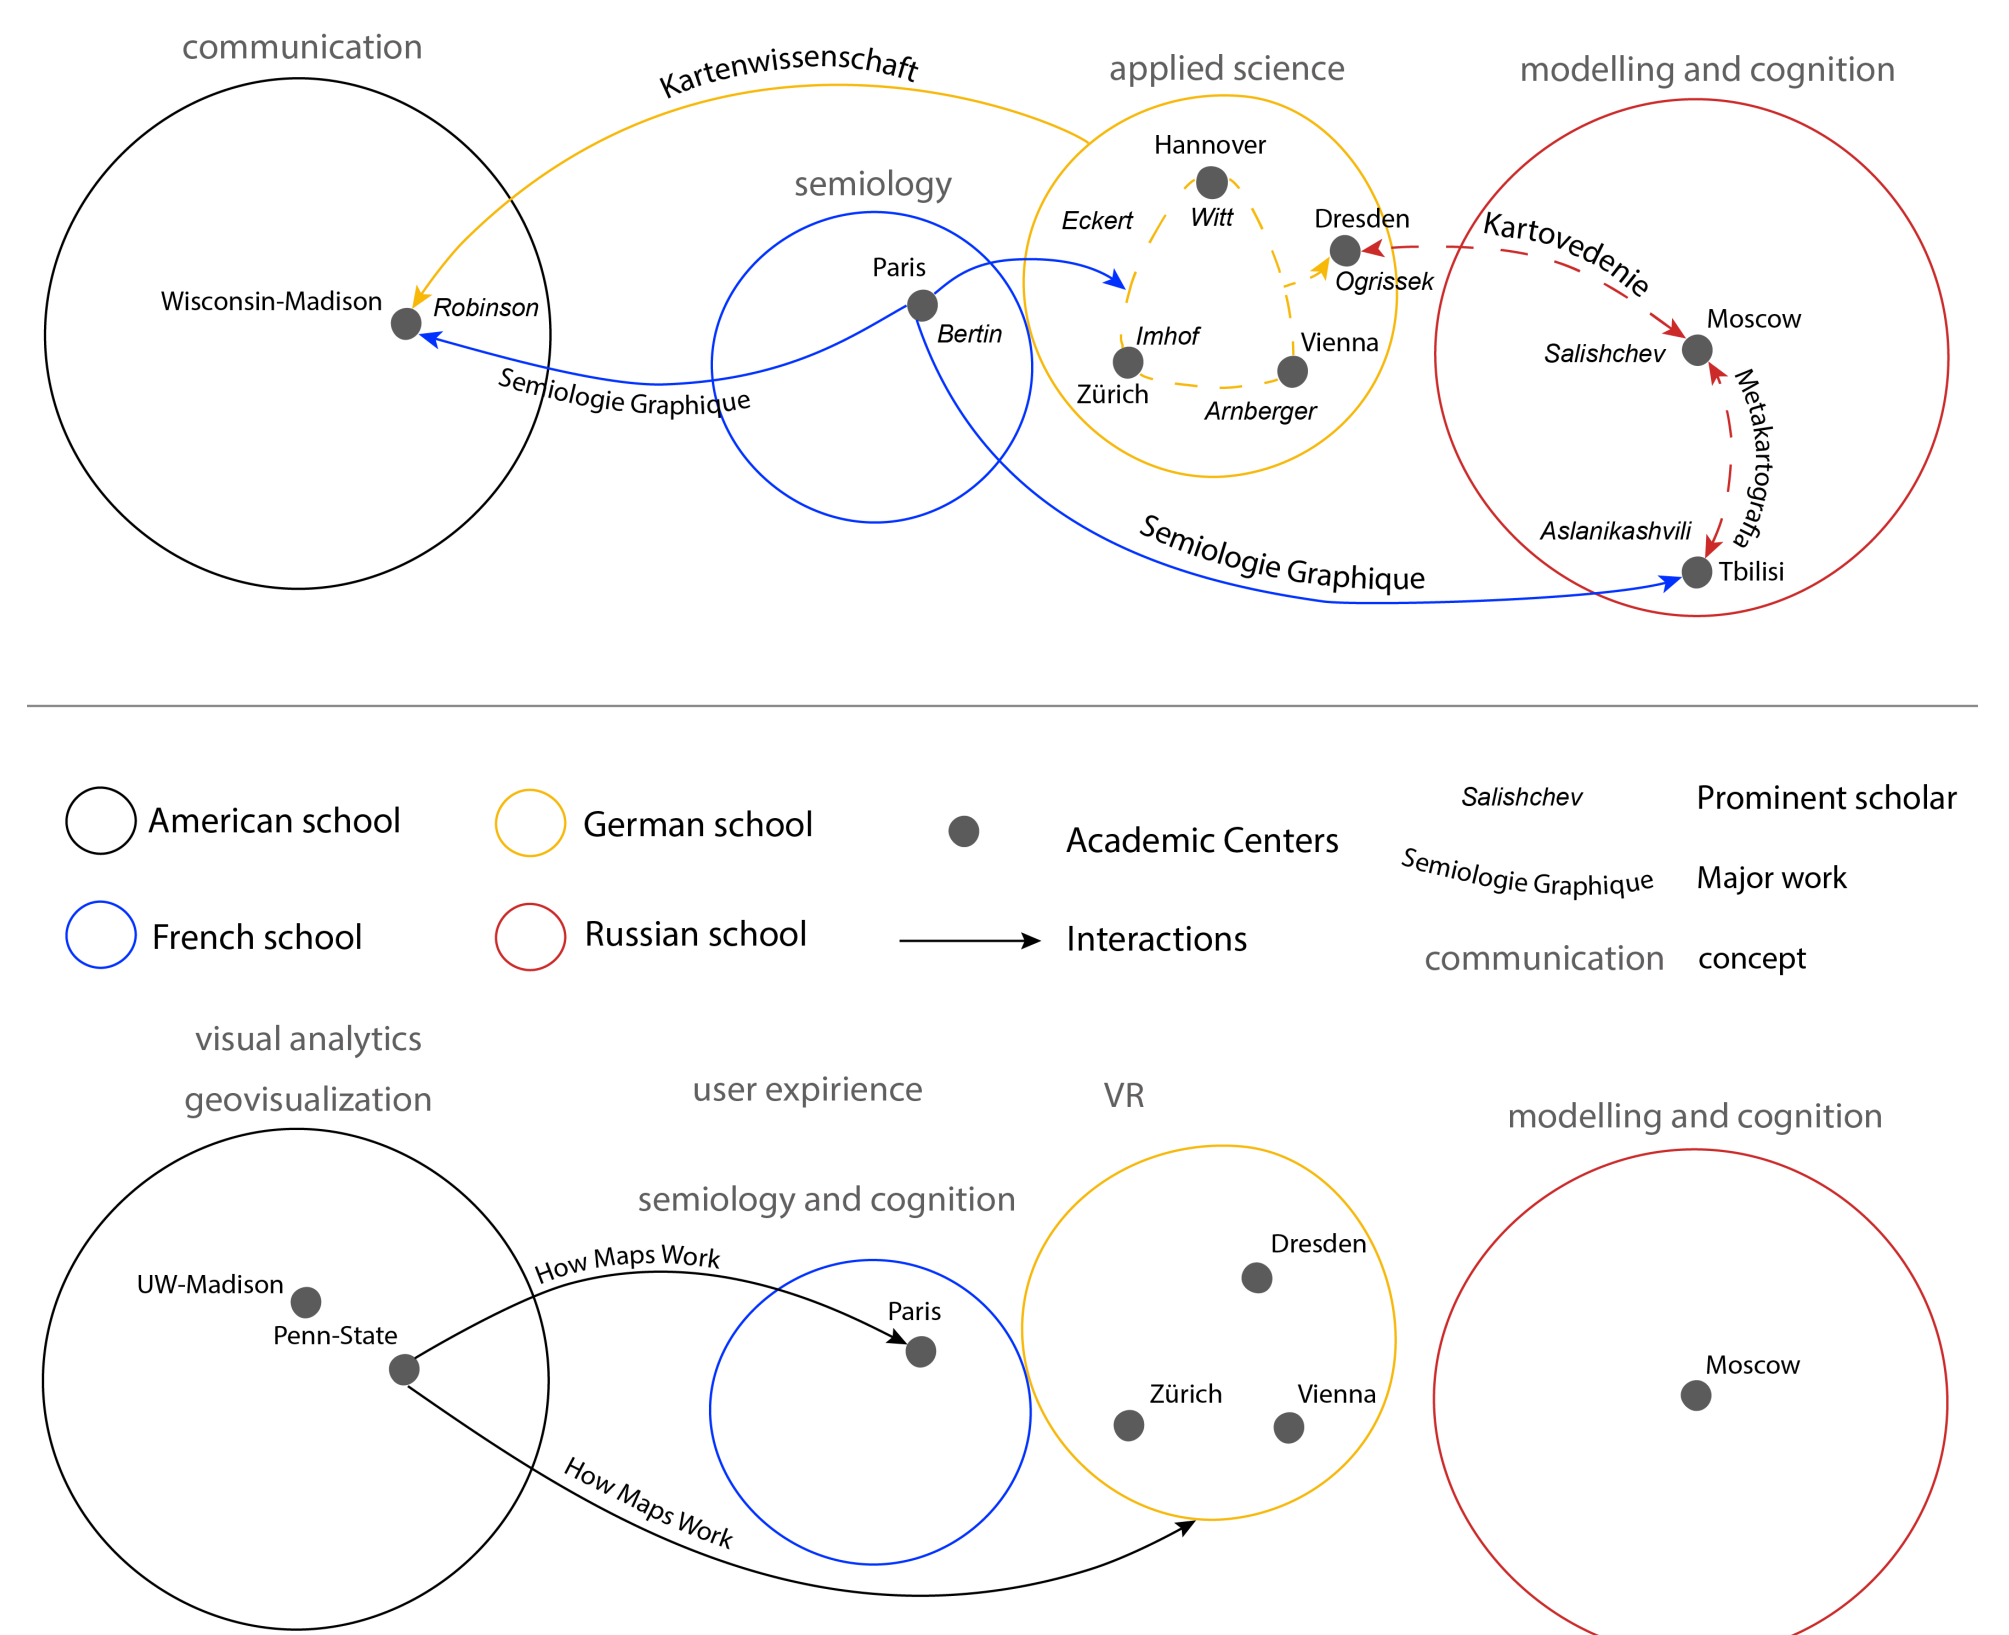 communication
Kartenwissenschaft
applied science
modelling and cognition
Hannover
semiology
Eckert
Witt
Dresden
Kartovedenie
Paris
Ogrissek
Wisconsin-Madison
Robinson
Bertin
Imhof
Vienna
Moscow
Salishchev
Semiologie Graphique
Zürich
Arnberger
Metakartografia
Semiologie Graphique
Aslanikashvili
Tbilisi
American school
German school
Academic Centers
Salishchev
Prominent scholar
Semiologie Graphique
Major work
French school
Russian school
Interactions
communication
concept
visual analytics
geovisualization
user expirience
VR
modelling and cognition
semiology and cognition
How Maps Work
Dresden
UW-Madison
Paris
Penn-State
Zürich
Vienna
Moscow
How Maps Work